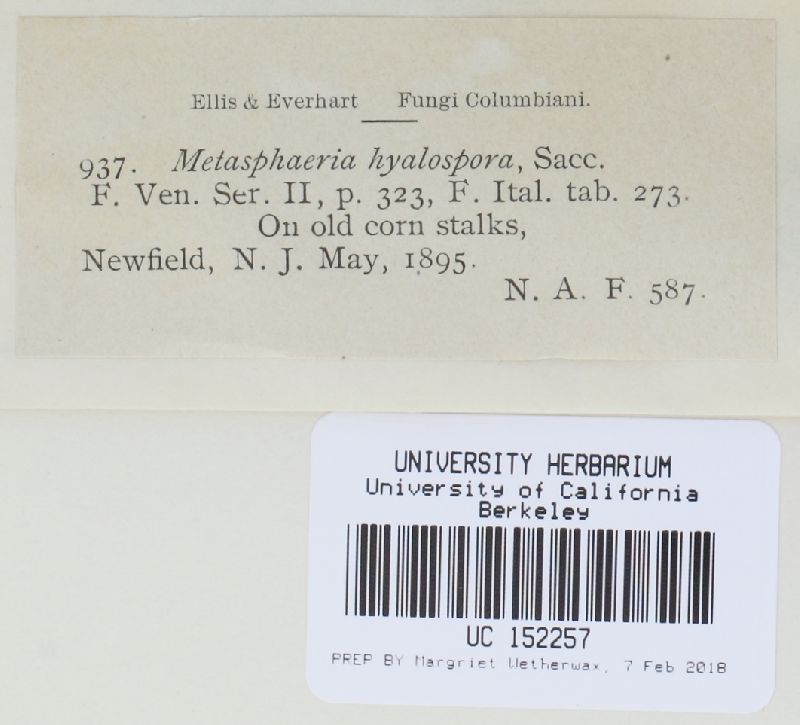 Ellis & Everhart Fungi Columbiani.
937. Metasphaeria hyalospora, Sacc.
F. Ven. Ser. II, p. 323, F. Ital. tab. 273.
On old corn stalks,
Newfield, N. J. May, 1895.
N. A. F. 587.
UNIVERSITY HERBARIUM
University of California
Berkeley
UC 152257
PREP BY Margriet Wetherwax, 7 Feb 2018